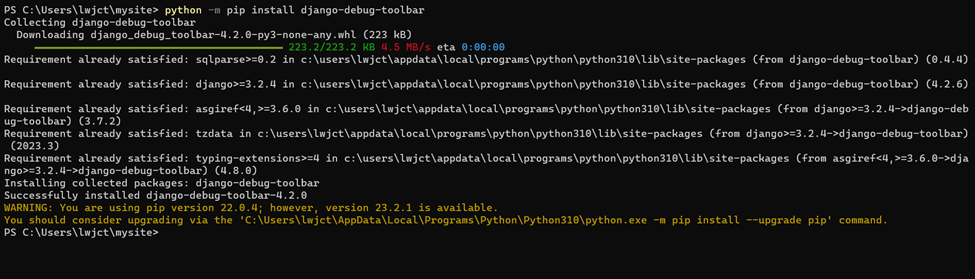 PS C:\Users\lwjct\mysite> python -m pip install django-debug-toolbar
Collecting django-debug-toolbar
  Downloading django_debug_toolbar-4.2.0-py3-none-any.whl (223 kB)
     223.2/223.2 KB 4.5 MB/s eta 0:00:00
Requirement already satisfied: sqlparse>=0.2 in c:\users\lwjct\appdata\local\programs\python\python310\lib\site-packages (from django-debug-toolbar) (0.4.4)
Requirement already satisfied: django>=3.2.4 in c:\users\lwjct\appdata\local\programs\python\python310\lib\site-packages (from django-debug-toolbar) (4.2.6)
Requirement already satisfied: asgiref<4,>=3.6.0 in c:\users\lwjct\appdata\local\programs\python\python310\lib\site-packages (from django>=3.2.4->django-deb
ug-toolbar) (3.7.2)
Requirement already satisfied: tzdata in c:\users\lwjct\appdata\local\programs\python\python310\lib\site-packages (from django>=3.2.4->django-debug-toolbar)
 (2023.3)
Requirement already satisfied: typing-extensions>=4 in c:\users\lwjct\appdata\local\programs\python\python310\lib\site-packages (from asgiref<4,>=3.6.0->dja
ngo>=3.2.4->django-debug-toolbar) (4.8.0)
Installing collected packages: django-debug-toolbar
Successfully installed django-debug-toolbar-4.2.0
WARNING: You are using pip version 22.0.4; however, version 23.2.1 is available.
You should consider upgrading via the 'C:\Users\lwjct\AppData\Local\Programs\Python\Python310\python.exe -m pip install --upgrade pip' command.
PS C:\Users\lwjct\mysite>